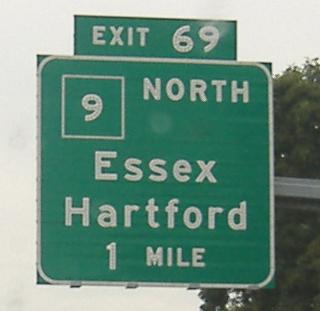 EXIT 69
9 NORTH
Essex
Hartford
1 MILE